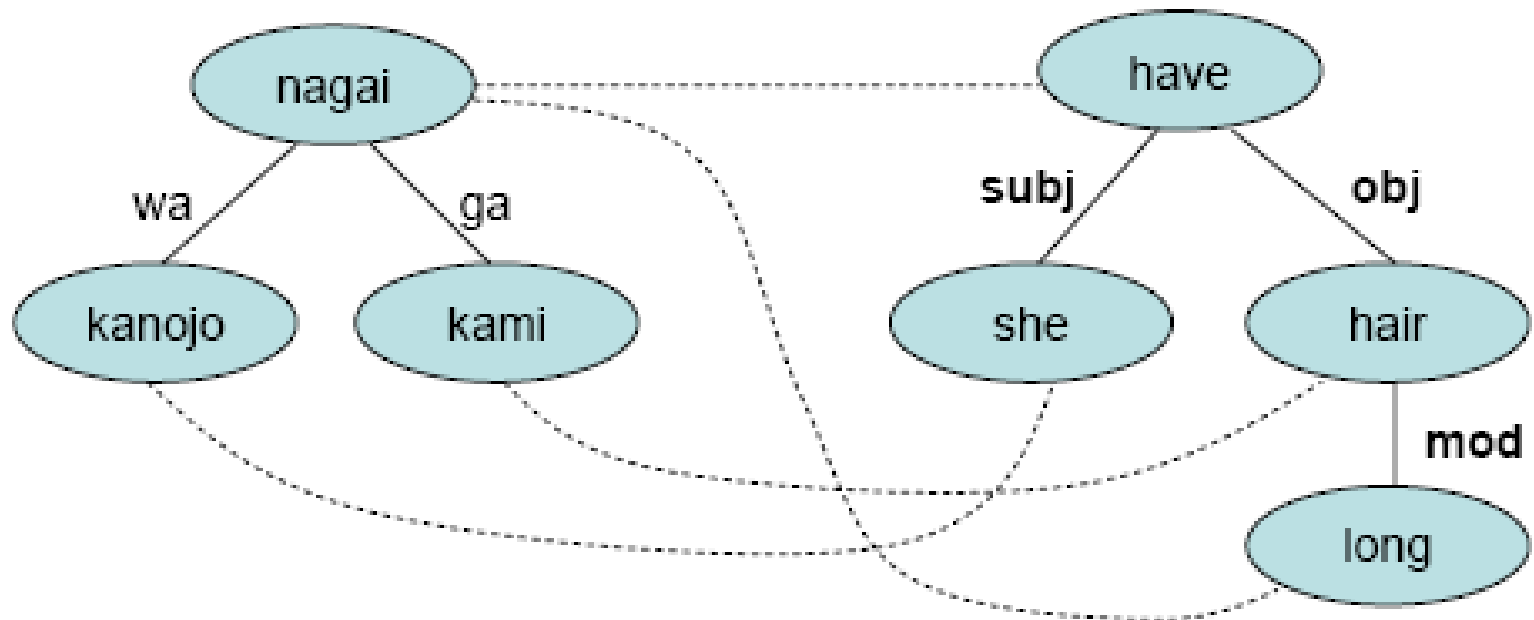 nagai have
wa ga subj obj
kanojo kami she hair
mod
long